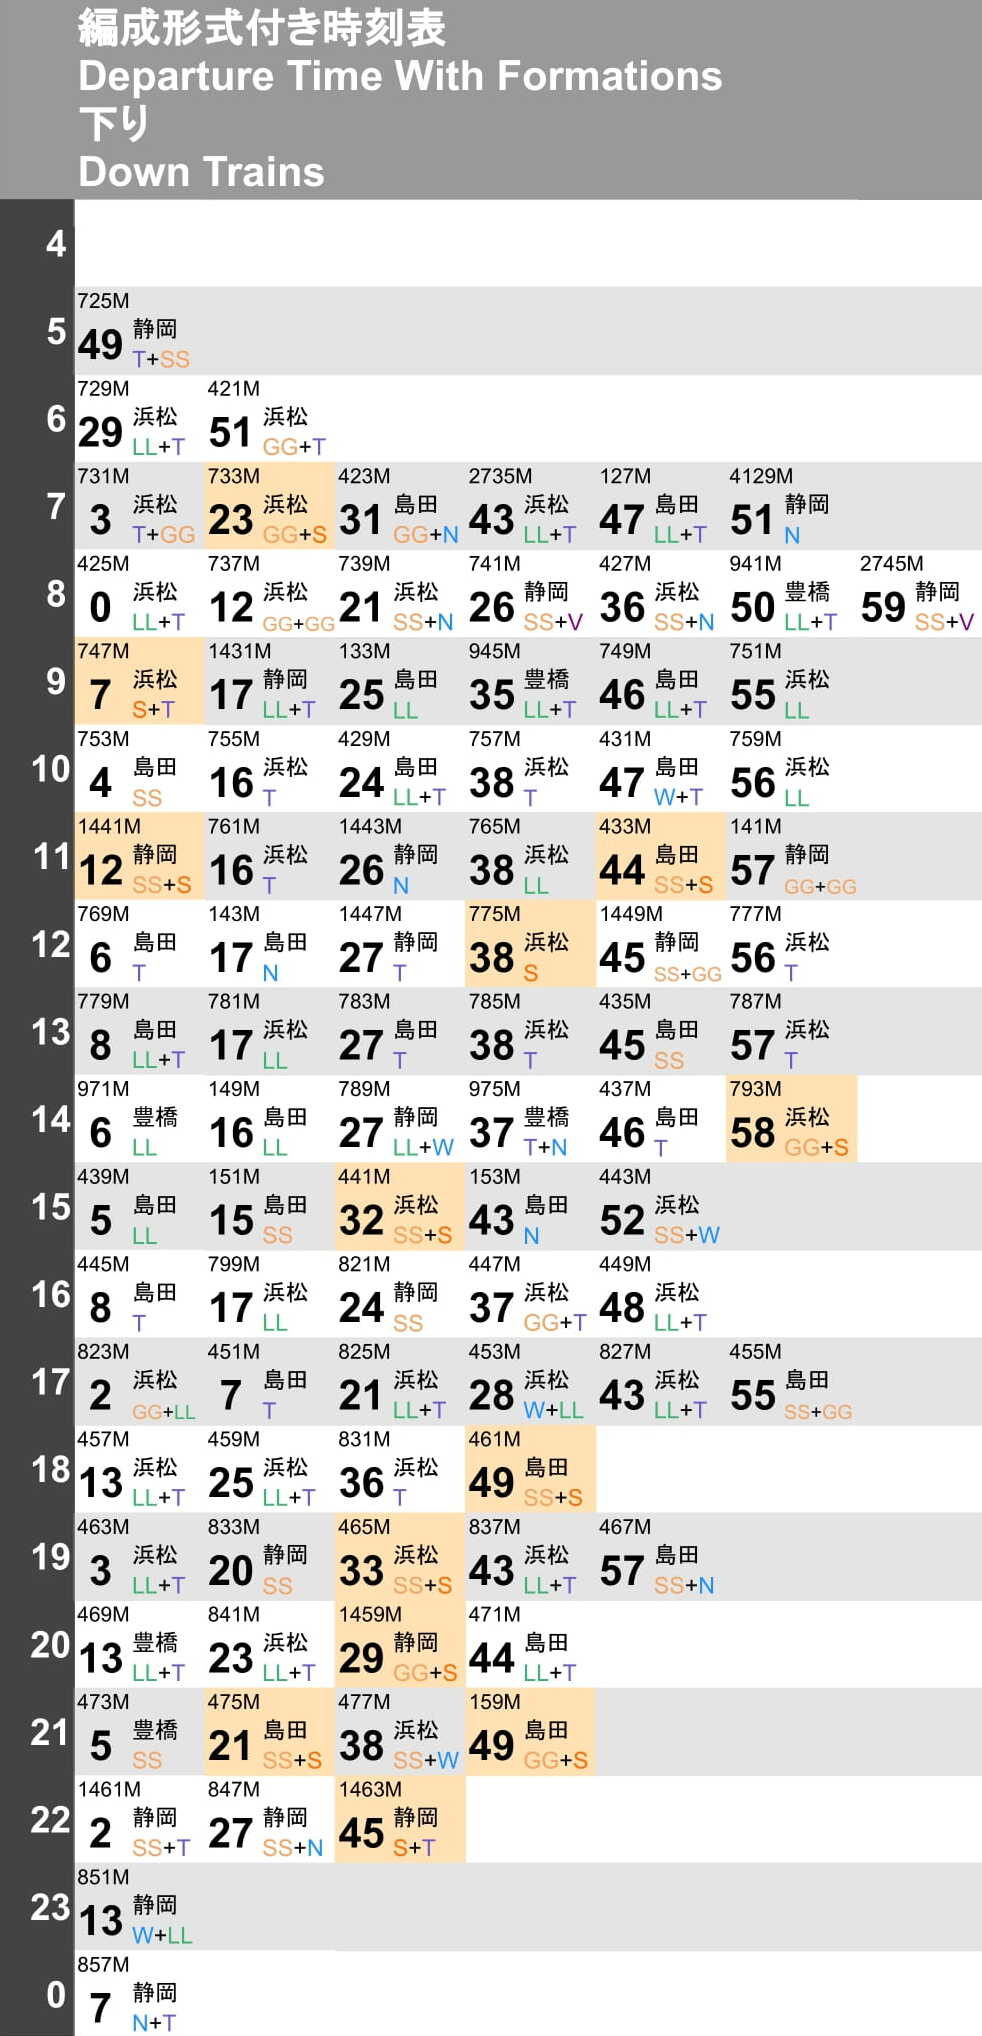 編成形式付き時刻表
Departure Time With Formations
下り
Down Trains
4
5
725M
49 静岡
T+SS
6
729M 421M
29 浜松 51 浜松
LL+T GG+T
7
731M 733M 423M 2735M 127M 4129M
3 浜松 23 浜松 31 島田 43 浜松 47 島田 51 静岡
T+GG GG+S GG+N LL+T LL+T N
8
425M 737M 739M 741M 427M 941M 2745M
0 浜松 12 浜松 21 浜松 26 静岡 36 浜松 50 豊橋 59 静岡
LL+T GG+GG SS+N SS+V SS+N LL+T SS+V
9
747M 1431M 133M 945M 749M 751M
7 浜松 17 静岡 25 島田 35 豊橋 46 島田 55 浜松
S+T LL+T LL LL+T LL+T LL
10
753M 755M 429M 757M 431M 759M
4 島田 16 浜松 24 島田 38 浜松 47 島田 56 浜松
SS T LL+T T W+T LL
11
1441M 761M 1443M 765M 433M 141M
12 静岡 16 浜松 26 静岡 38 浜松 44 島田 57 静岡
SS+S T N LL SS+S GG+GG
12
769M 143M 1447M 775M 1449M 777M
6 島田 17 島田 27 静岡 38 浜松 45 静岡 56 浜松
T N T S SS+GG T
13
779M 781M 783M 785M 435M 787M
8 島田 17 浜松 27 島田 38 浜松 45 島田 57 浜松
LL+T LL T T SS T
14
971M 149M 789M 975M 437M 793M
6 豊橋 16 島田 27 静岡 37 豊橋 46 島田 58 浜松
LL LL LL+W T+N T GG+S
15
439M 151M 441M 153M 443M
5 島田 15 島田 32 浜松 43 島田 52 浜松
LL SS SS+S N SS+W
16
445M 799M 821M 447M 449M
8 島田 17 浜松 24 静岡 37 浜松 48 浜松
T LL SS GG+T LL+T
17
823M 451M 825M 453M 827M 455M
2 浜松 7 島田 21 浜松 28 浜松 43 浜松 55 島田
GG+LL T LL+T W+LL LL+T SS+GG
18
457M 459M 831M 461M
13 浜松 25 浜松 36 浜松 49 島田
LL+T LL+T T SS+S
19
463M 833M 465M 837M 467M
3 浜松 20 静岡 33 浜松 43 浜松 57 島田
LL+T SS SS+S LL+T SS+N
20
469M 841M 1459M 471M
13 豊橋 23 浜松 29 静岡 44 島田
LL+T LL+T GG+S LL+T
21
473M 475M 477M 159M
5 豊橋 21 島田 38 浜松 49 島田
SS SS+S SS+W GG+S
22
1461M 847M 1463M
2 静岡 27 静岡 45 静岡
SS+T SS+N S+T
23
851M
13 静岡
W+LL
0
857M
7 静岡
N+T